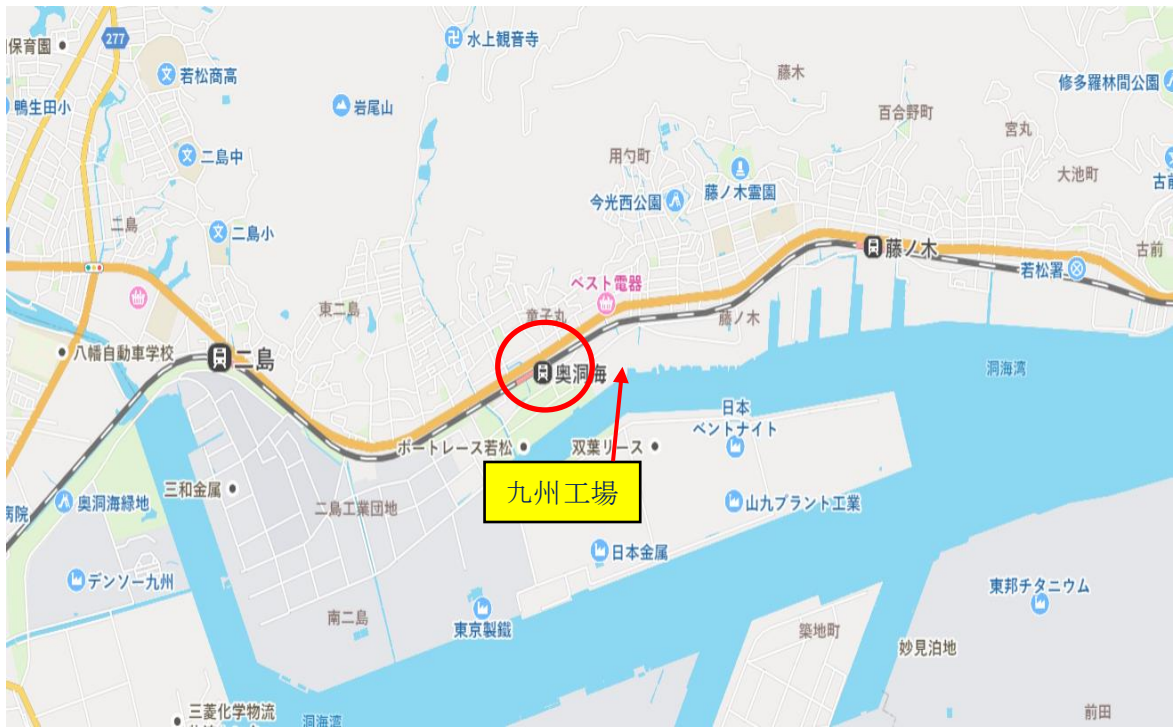 保育園
277
水上観音寺
若松商高
岩尾山
藤木
修多羅林間公園
鴨生田小
百合野町
宮丸
二島中
用勺町
大池町
今光西公園
藤ノ木霊園
二島
二島小
藤ノ木
古前
若松署
ベスト電器
東二島
童子丸
藤ノ木
八幡自動車学校
二島
奥洞海
洞海湾
日本
ベントナイト
ボートレース若松
双葉リース
九州工場
三和金属
奥洞海緑地
病院
二島工業団地
山九プラント工業
日本金属
デンソー九州
東邦チタニウム
南二島
東京製鐵
築地町
妙見泊地
三菱化学物流
洞海湾
前田